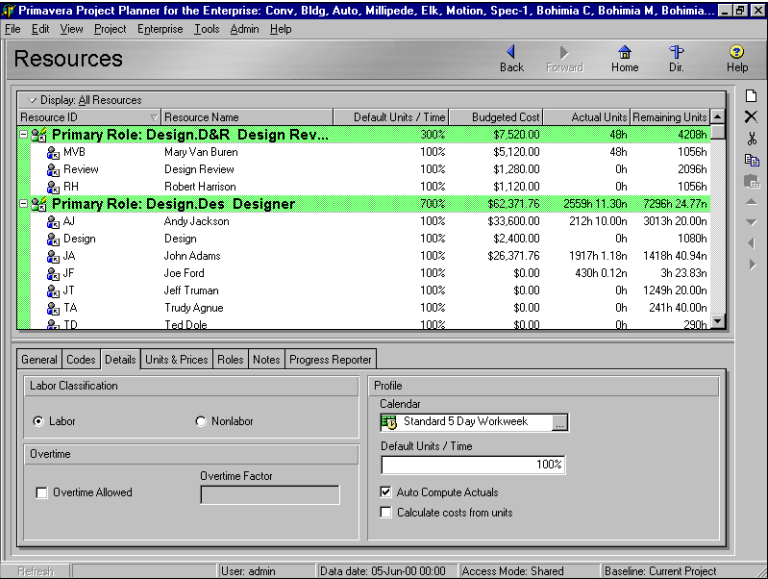 Primavera Project Planner for the Enterprise: Conv, Bldg, Auto, Millipede, Elk, Motion, Spec-1, Bohimia C, Bohimia M, Bohimia...
File Edit View Project Enterprise Tools Admin Help
Resources
Back Forward Home Dir. Help
Display: All Resources
Resource ID Resource Name Default Units / Time Budgeted Cost Actual Units Remaining Units
Primary Role: Design.D&R Design Rev... 300% $7,520.00 48h 4208h
MVB Mary Van Buren 100% $5,120.00 48h 1056h
Review Design Review 100% $1,280.00 0h 2096h
RH Robert Harrison 100% $1,120.00 0h 1056h
Primary Role: Design.Des Designer 700% $62,371.76 2559h 11.30n 7296h 24.77n
AJ Andy Jackson 100% $33,600.00 212h 10.00n 3013h 20.00n
Design Design 100% $2,400.00 0h 1080h
JA John Adams 100% $26,371.76 1917h 1.18n 1418h 40.94n
JF Joe Ford 100% $0.00 430h 0.12n 3h 23.83n
JT Jeff Truman 100% $0.00 0h 1249h 20.00n
TA Trudy Agnue 100% $0.00 0h 241h 40.00n
TD Ted Dole 100% $0.00 0h 290h
General Codes Details Units & Prices Roles Notes Progress Reporter
Labor Classification
Labor Nonlabor
Overtime
Overtime Factor
Overtime Allowed
Profile
Calendar
Standard 5 Day Workweek ...
Default Units / Time
100%
Auto Compute Actuals
Calculate costs from units
Refresh User: admin Data date: 05-Jun-00 00:00 Access Mode: Shared Baseline: Current Project